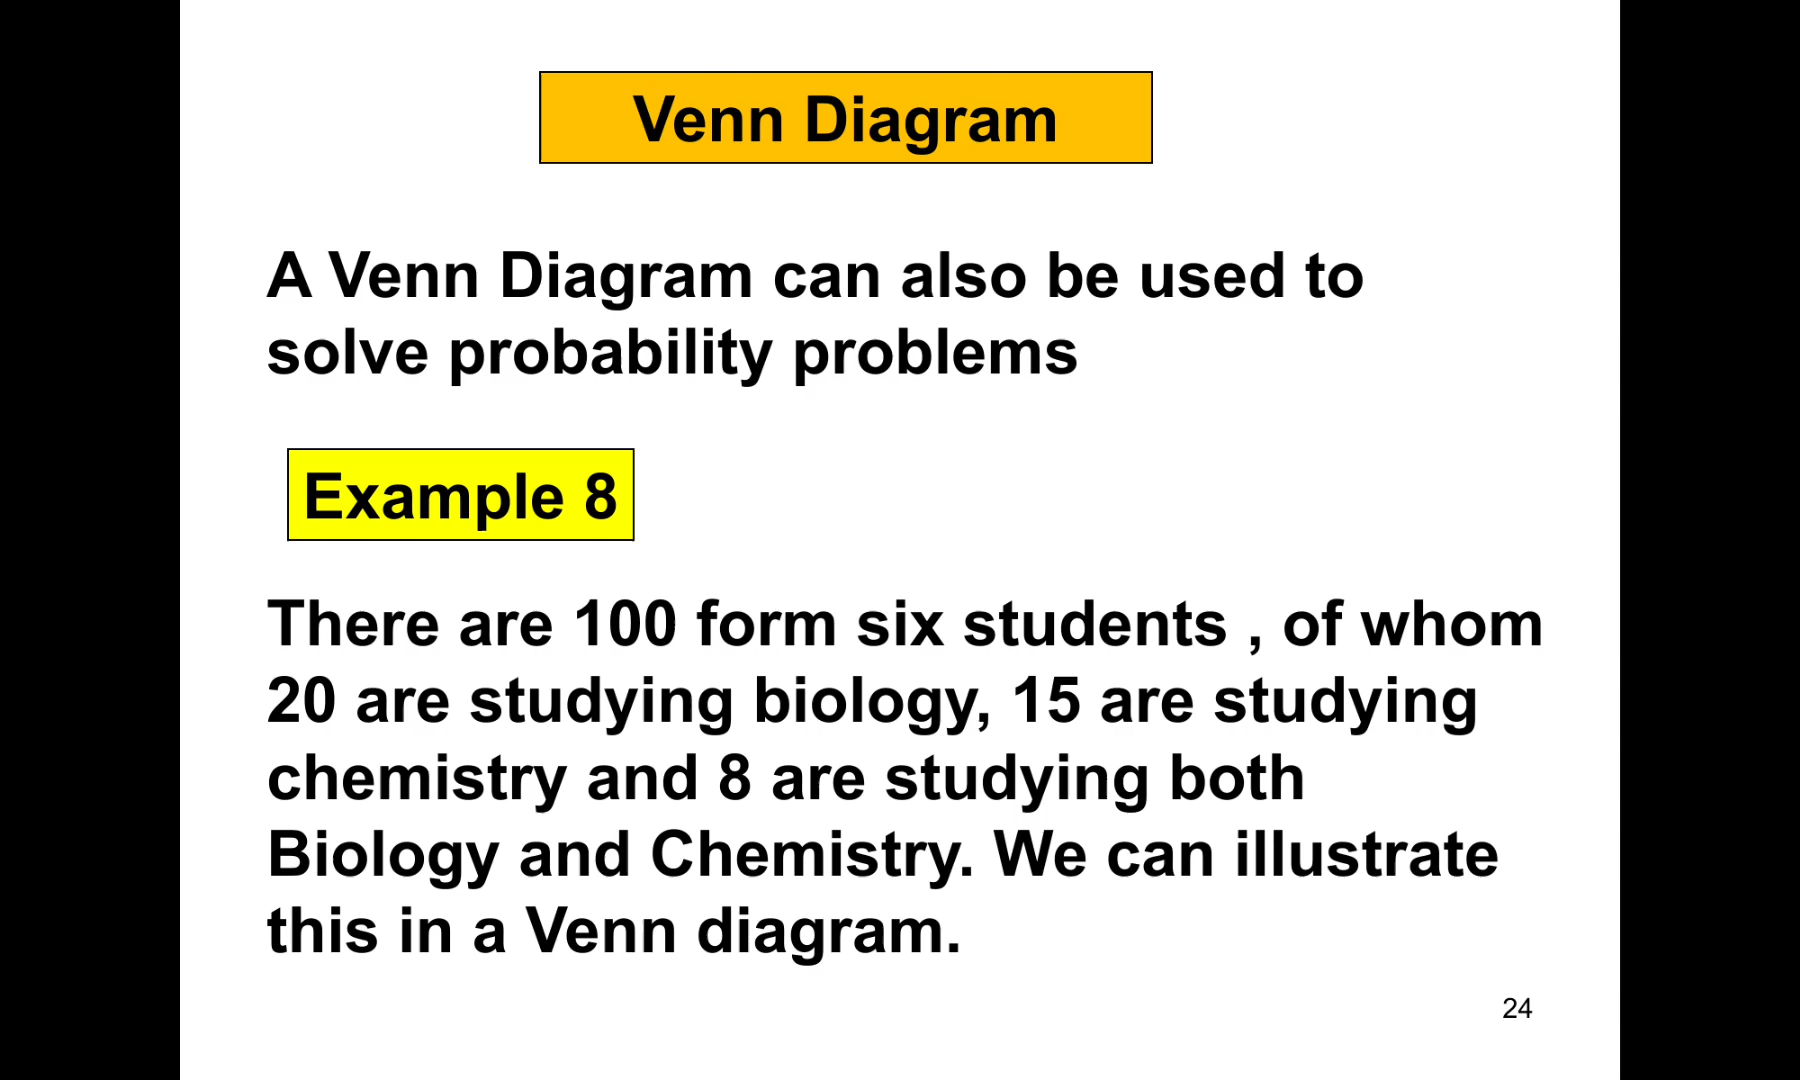 Venn Diagram
A Venn Diagram can also be used to
solve probability problems
Example 8
There are 100 form six students , of whom
20 are studying biology, 15 are studying
chemistry and 8 are studying both
Biology and Chemistry. We can illustrate
this in a Venn diagram.
24